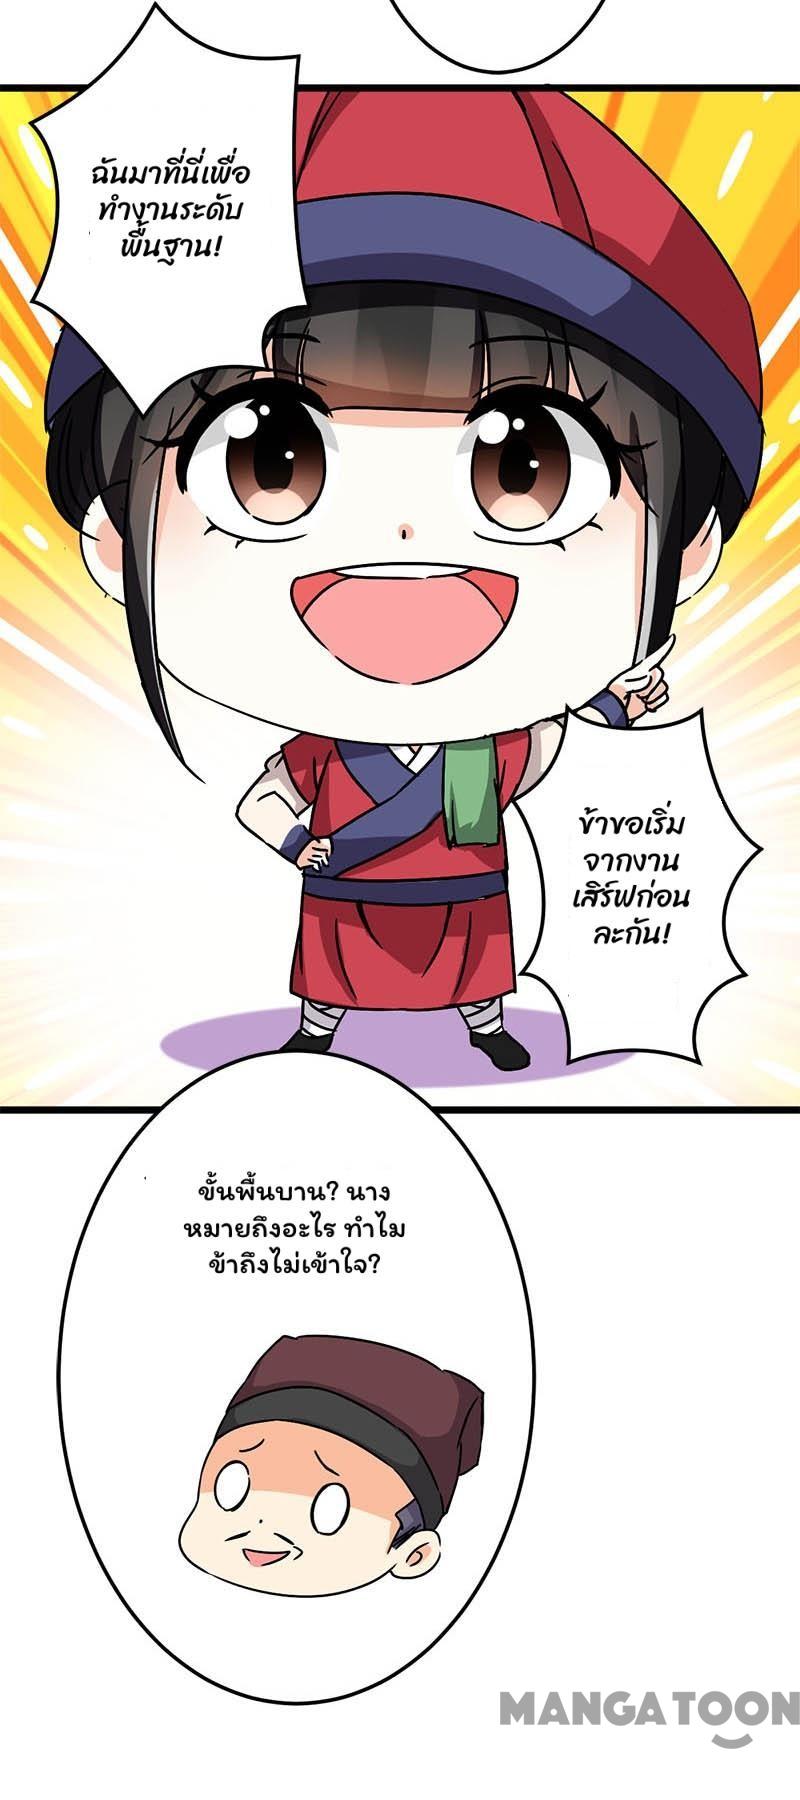 ฉันมาที่นี่เพื่อ
ทำงานระดับ
พื้นฐาน!
ข้าขอเริ่ม
จากงาน
เสิร์ฟก่อน
ละกัน!
ขั้นพื้นบาน? นาง
หมายถึงอะไร ทำไม
ข้าถึงไม่เข้าใจ?
MANGATOON